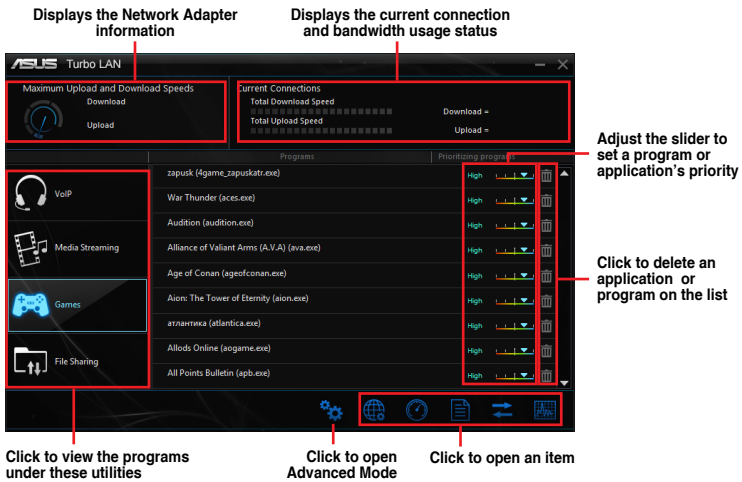 Displays the Network Adapter
information
Displays the current connection
and bandwidth usage status
ASUS Turbo LAN
Maximum Upload and Download Speeds
Download
Upload
Current Connections
Total Download Speed
Download =
Total Upload Speed
Upload =
Programs
Prioritizing programs
Adjust the slider to
set a program or
application's priority
VoIP
Media Streaming
Games
File Sharing
zapusk (4game_zapuskatr.exe)
High
War Thunder (aces.exe)
High
Audition (audition.exe)
High
Alliance of Valiant Arms (A.V.A) (ava.exe)
High
Age of Conan (ageofconan.exe)
High
Aion: The Tower of Eternity (aion.exe)
High
атлантика (atlantica.exe)
High
Allods Online (aogame.exe)
High
All Points Bulletin (apb.exe)
High
Click to delete an
application or
program on the list
Click to view the programs
under these utilities
Click to open
Advanced Mode
Click to open an item